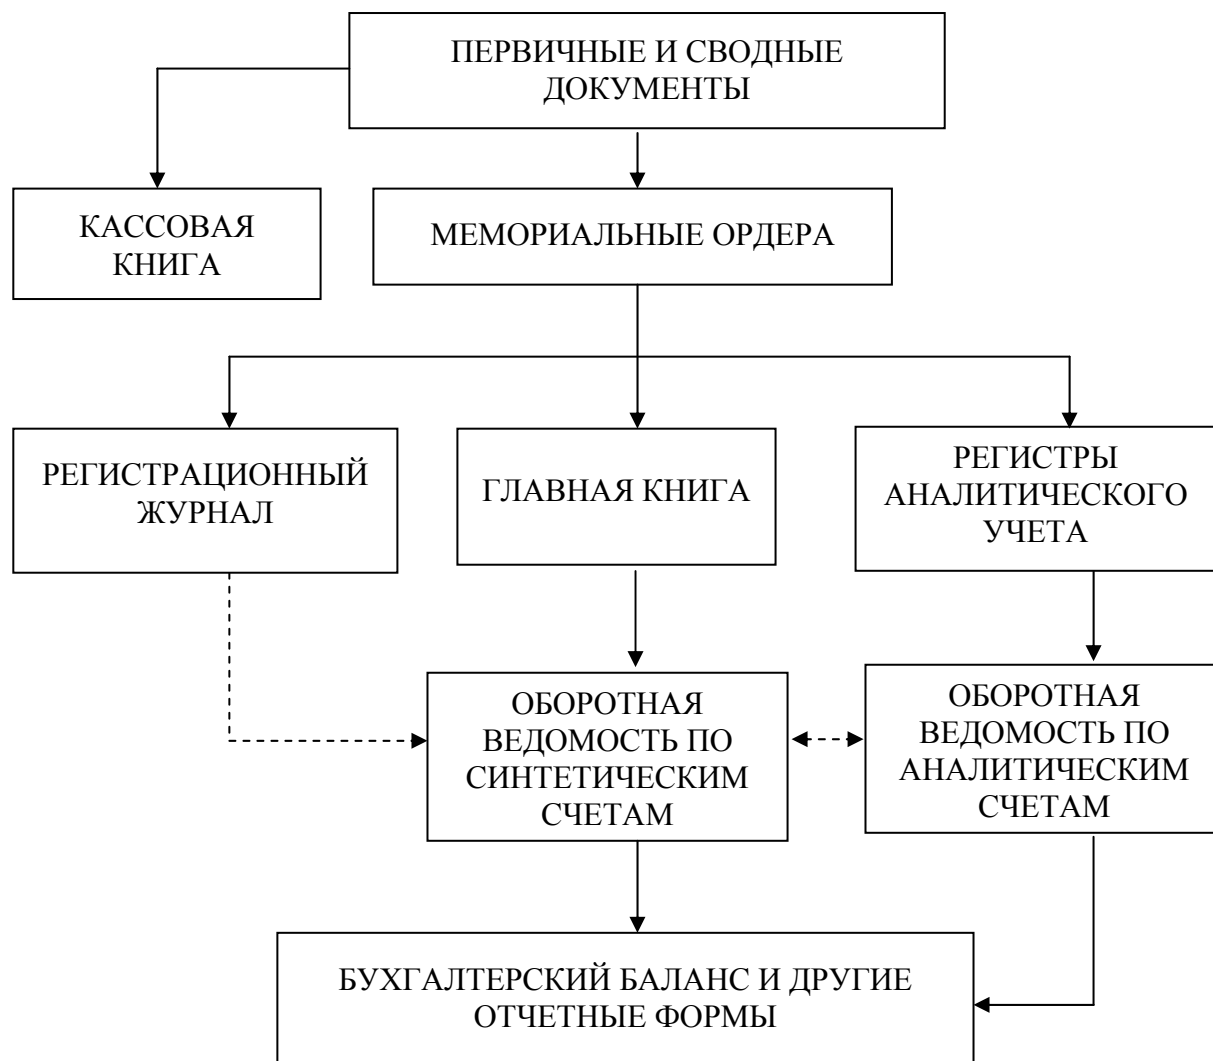 ПЕРВИЧНЫЕ И СВОДНЫЕ
ДОКУМЕНТЫ
КАССОВАЯ
КНИГА
МЕМОРИАЛЬНЫЕ ОРДЕРА
РЕГИСТРАЦИОННЫЙ
ЖУРНАЛ
ГЛАВНАЯ КНИГА
РЕГИСТРЫ
АНАЛИТИЧЕСКОГО
УЧЕТА
ОБОРОТНАЯ
ВЕДОМОСТЬ ПО
СИНТЕТИЧЕСКИМ
СЧЕТАМ
ОБОРОТНАЯ
ВЕДОМОСТЬ ПО
АНАЛИТИЧЕСКИМ
СЧЕТАМ
БУХГАЛТЕРСКИЙ БАЛАНС И ДРУГИЕ
ОТЧЕТНЫЕ ФОРМЫ